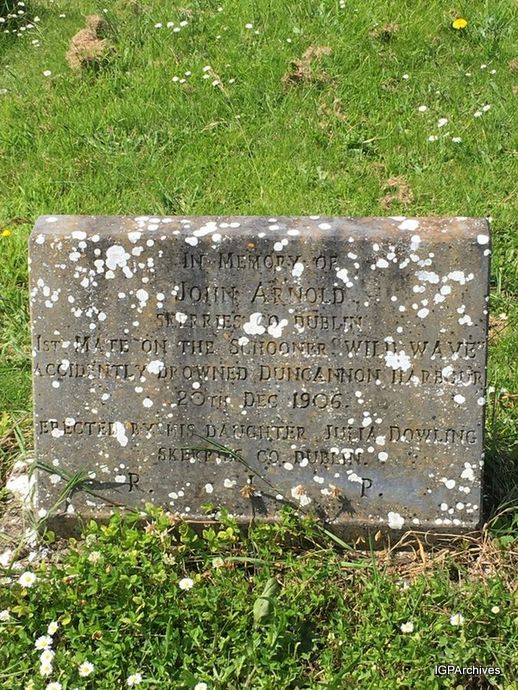 IN MEMORY OF
JOHN ARNOLD
SKERRIES CO. DUBLIN
1ST MATE ON THE SCHOONER "WILD WAVE"
ACCIDENTLY DROWNED DUNCANNON HARBOUR
20TH DEC 1906.
ERECTED BY HIS DAUGHTER JULIA DOWLING
SKERRIES CO. DUBLIN.
R. I. P.
IGPArchives